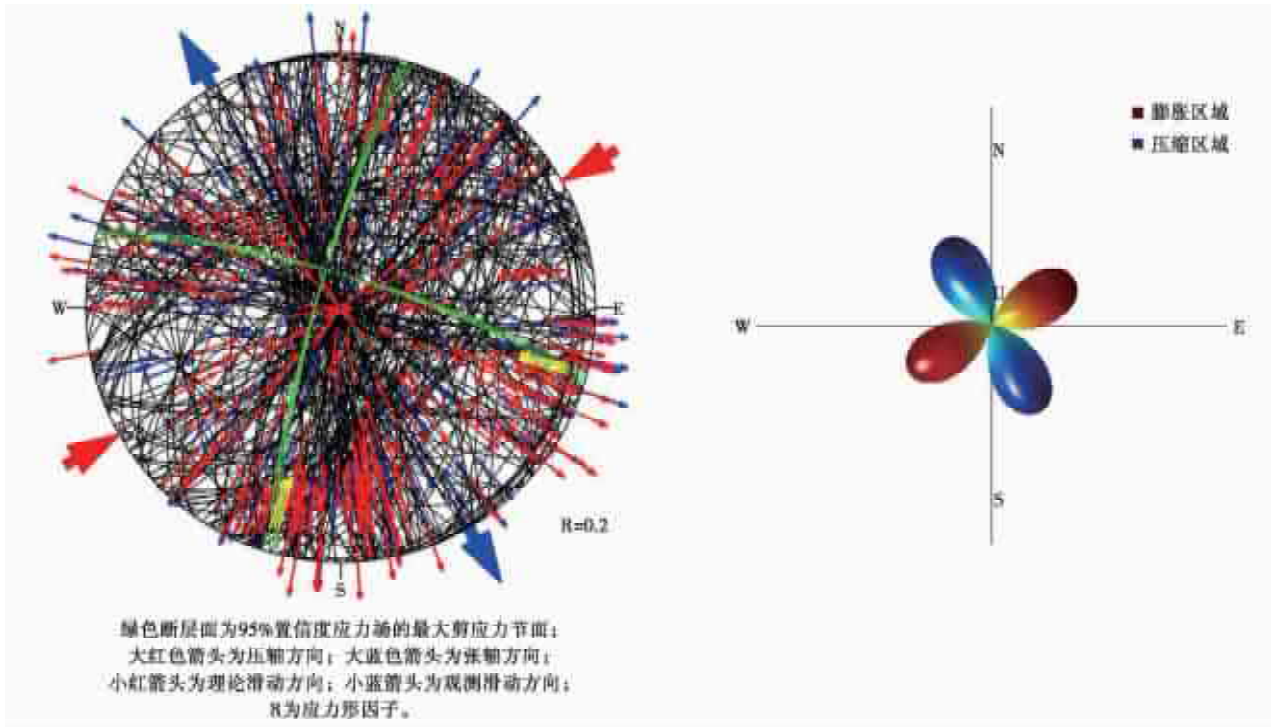 N
W
E
S
R=0.2
绿色断层面为95%置信度应力场的最大剪应力节面；
大红色箭头为压轴方向；大蓝色箭头为张轴方向；
小红箭头为理论滑动方向；小蓝箭头为观测滑动方向；
R为应力形因子。
膨胀区域
压缩区域
N
W
E
S